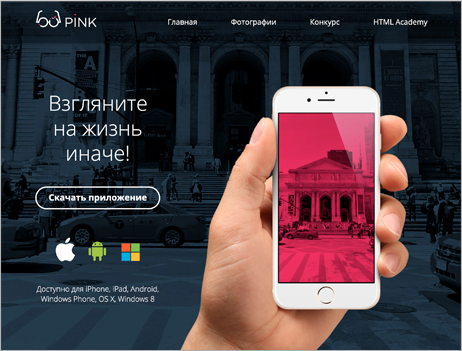 PiNK
Главная
Фотографии
Конкурс
HTML Academy
Взгляните
на жизнь
иначе!
Скачать приложение
Доступно для iPhone, iPad, Android,
Windows Phone, OS X, Windows 8